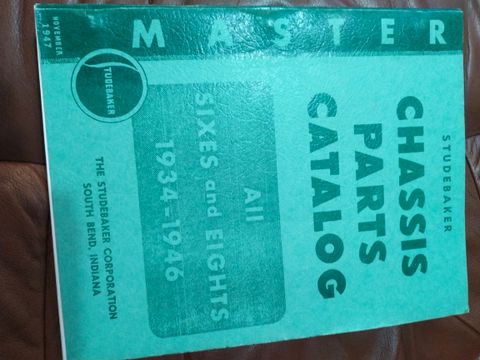 MASTER
STUDEBAKER
CHASSIS
PARTS
CATALOG
All
SIXES and EIGHTS
1934-1946
NOVEMBER
1947
STUDEBAKER
THE STUDEBAKER CORPORATION
SOUTH BEND, INDIANA